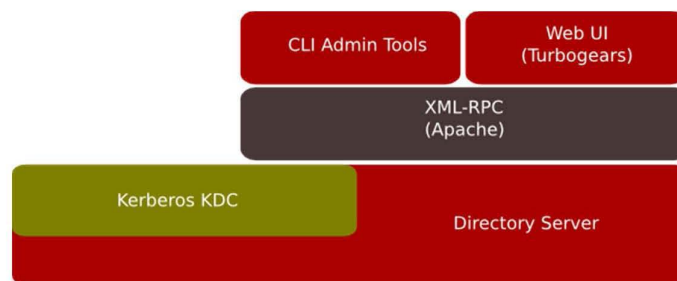 CLI Admin Tools
Web UI
(Turbogears)
XML-RPC
(Apache)
Kerberos KDC
Directory Server